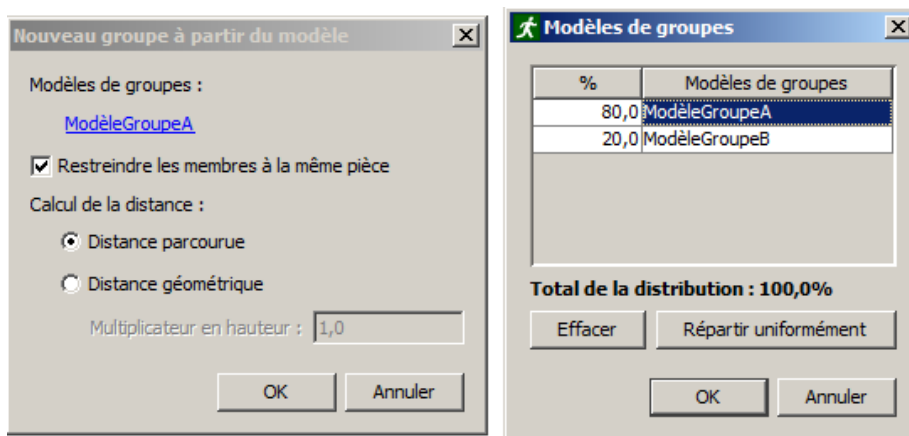 Nouveau groupe à partir du modèle
Modèles de groupes :
ModèleGroupeA
Restreindre les membres à la même pièce
Calcul de la distance :
Distance parcourue
Distance géométrique
Multiplicateur en hauteur : 1,0
OK Annuler
Modèles de groupes
% Modèles de groupes
80,0 ModèleGroupeA
20,0 ModèleGroupeB
Total de la distribution : 100,0%
Effacer Répartir uniformément
OK Annuler